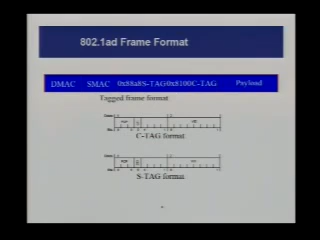 802.1ad Frame Format
DMAC SMAC 0x88a8S-TAG0x8100C-TAG Payload
Tagged frame format
C-TAG format
S-TAG format